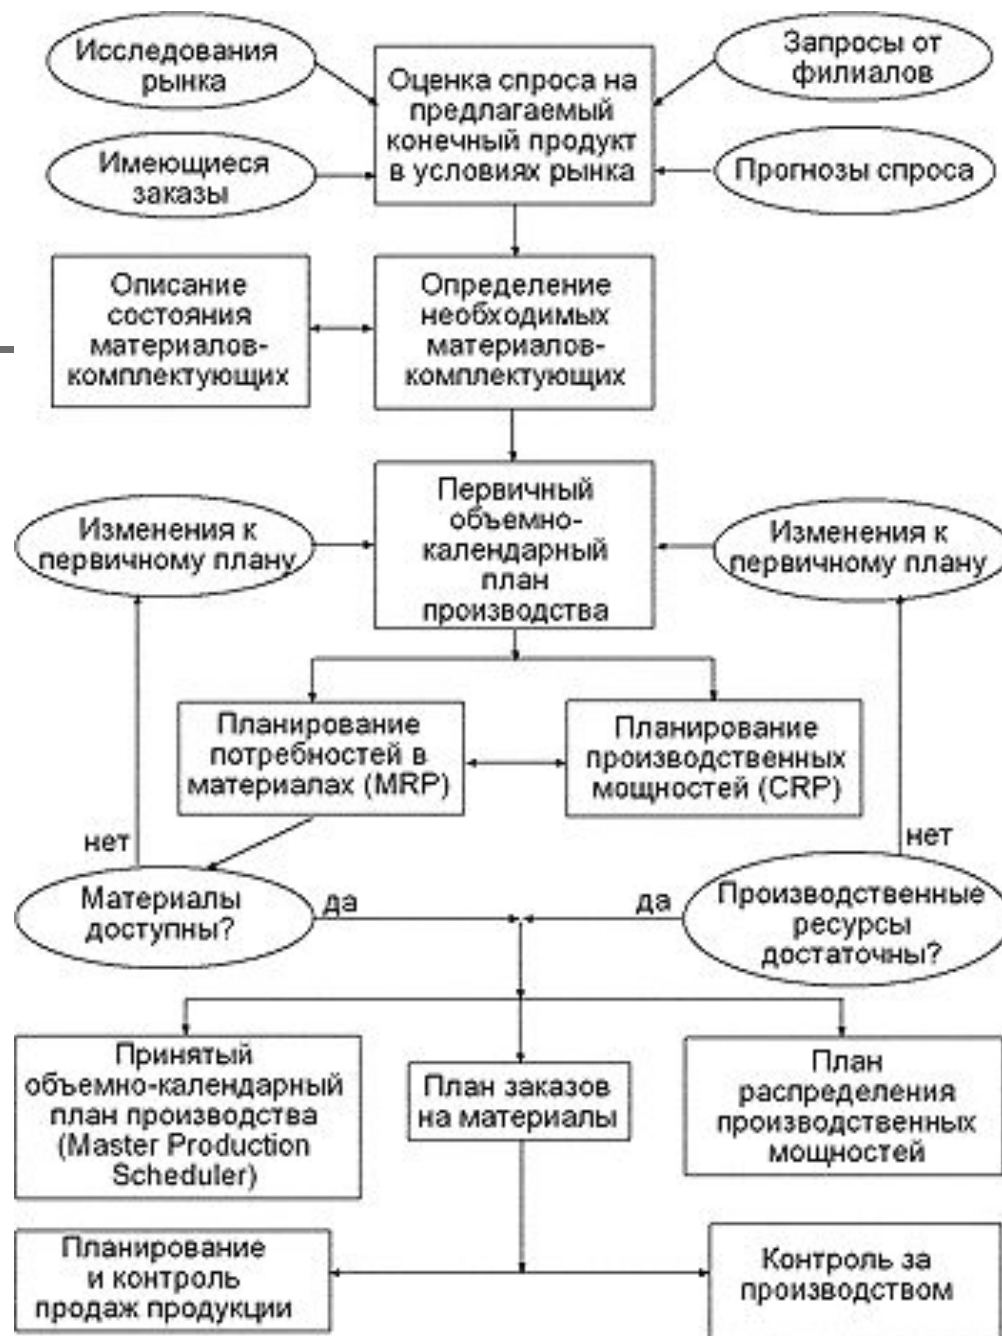 Исследования
рынка
Оценка спроса на
предлагаемый
конечный продукт
в условиях рынка
Запросы от
филиалов
Имеющиеся
заказы
Прогнозы спроса
Описание
состояния
материалов-
комплектующих
Определение
необходимых
материалов-
комплектующих
Первичный
объемно-
календарный
план
производства
Изменения к
первичному плану
Изменения к
первичному плану
Планирование
потребностей в
материалах (MRP)
Планирование
производственных
мощностей (CRP)
нет
нет
Материалы
доступны?
да
да
Производственные
ресурсы
достаточны?
Принятый
объемно-календарный
план производства
(Master Production
Scheduler)
План заказов
на материалы
План
распределения
производственных
мощностей
Планирование
и контроль
продаж продукции
Контроль за
производством